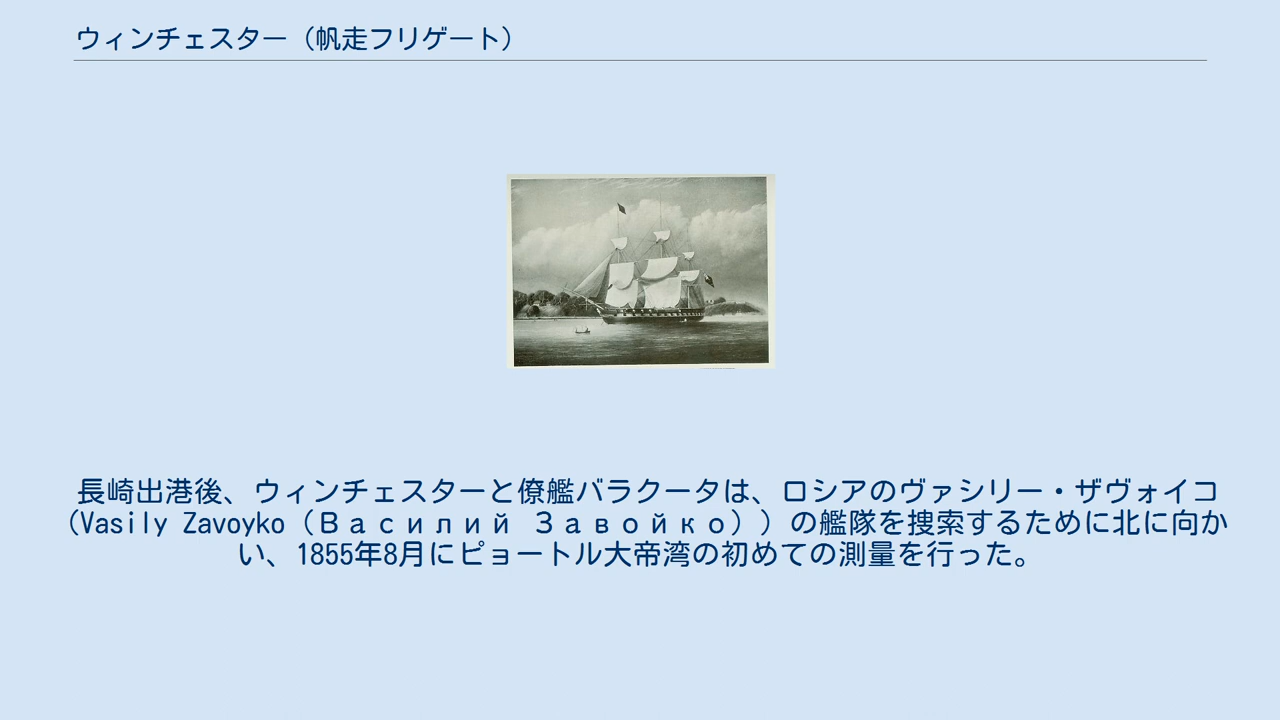 ウィンチェスター（帆走フリゲート）
長崎出港後、ウィンチェスターと僚艦バラクータは、ロシアのヴァシリー・ザヴォイコ
（Vasily Zavoyko（Василий Завойко））の艦隊を捜索するために北に向か
い、1855年8月にピョートル大帝湾の初めての測量を行った。